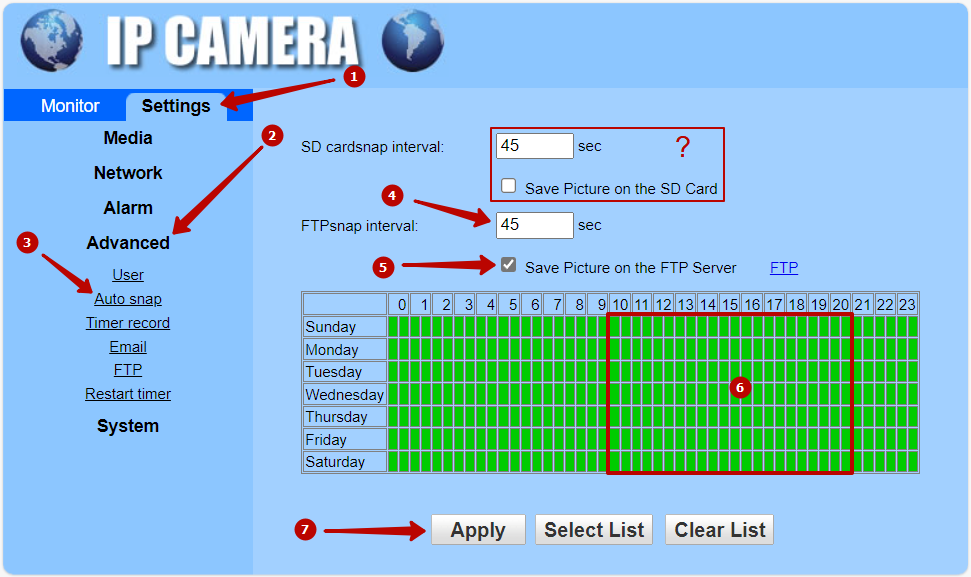 IP CAMERA
1
Monitor Settings
2
Media
SD cardsnap interval: 45 sec ?
Network
Save Picture on the SD Card
4
Alarm
FTPsnap interval: 45 sec
3
Advanced
5
Save Picture on the FTP Server FTP
User
Auto snap
0 1 2 3 4 5 6 7 8 9 10 11 12 13 14 15 16 17 18 19 20 21 22 23
Timer record
Sunday
Email
Monday
FTP
Tuesday
Restart timer
Wednesday
6
System
Thursday
Friday
Saturday
7
Apply Select List Clear List